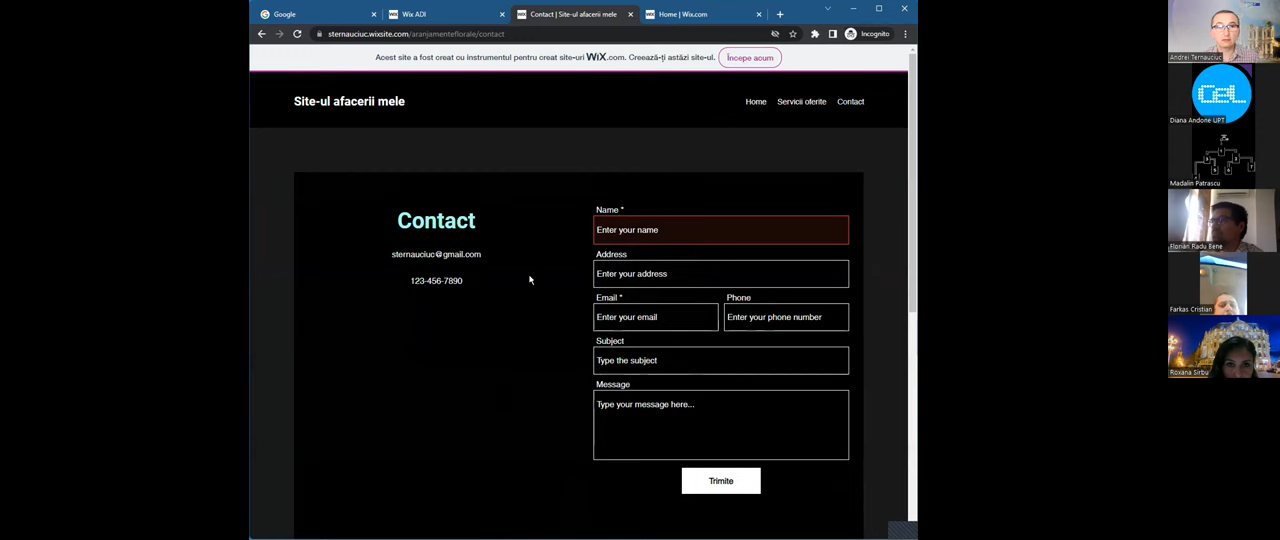 Google
Wix ADI
Contact | Site-ul afacerii mele
Home | Wix.com
sternauciuc.wixsite.com/aranjamenteflorale/contact
Incognito
Acest site a fost creat cu instrumentul pentru creat site-uri WiX.com. Creează-ți astăzi site-ul.
Începe acum
Site-ul afacerii mele
Home
Servicii oferite
Contact
Contact
sternauciuc@gmail.com
123-456-7890
Name *
Enter your name
Address
Enter your address
Email *
Phone
Enter your email
Enter your phone number
Subject
Type the subject
Message
Type your message here...
Trimite
Andrei Ternauciuc
CeL
Diana Andone UPT
Madalin Patrascu
Florian Radu Bene
Farkas Cristian
Roxana Sirbu